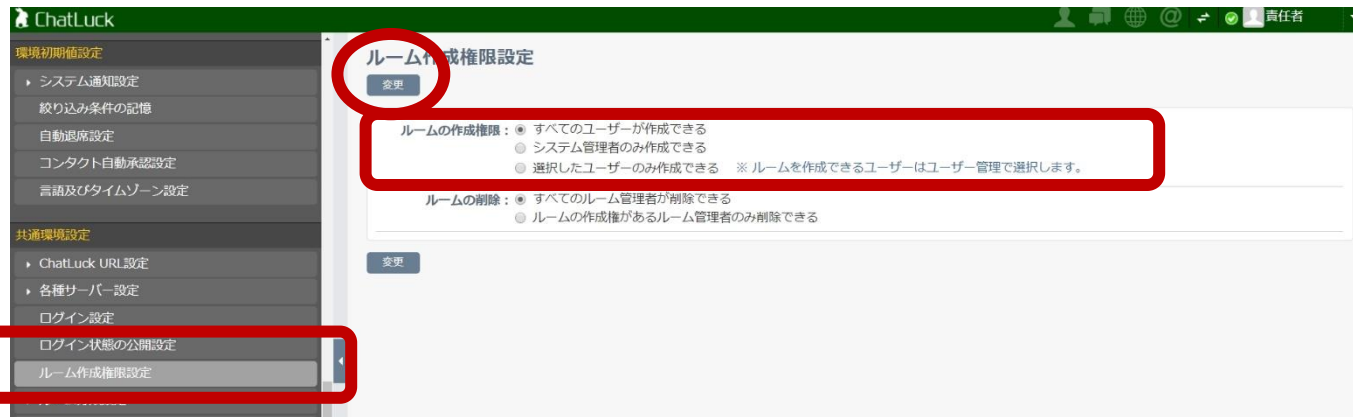 ChatLuck
責任者
環境初期値設定
システム通知設定
絞り込み条件の記憶
自動退席設定
コンタクト自動承認設定
言語及びタイムゾーン設定
共通環境設定
ChatLuck URL設定
各種サーバー設定
ログイン設定
ログイン状態の公開設定
ルーム作成権限設定
ルーム作成権限設定
変更
ルームの作成権限: すべてのユーザーが作成できる
システム管理者のみ作成できる
選択したユーザーのみ作成できる ※ ルームを作成できるユーザーはユーザー管理で選択します。
ルームの削除: すべてのルーム管理者が削除できる
ルームの作成権があるルーム管理者のみ削除できる
変更